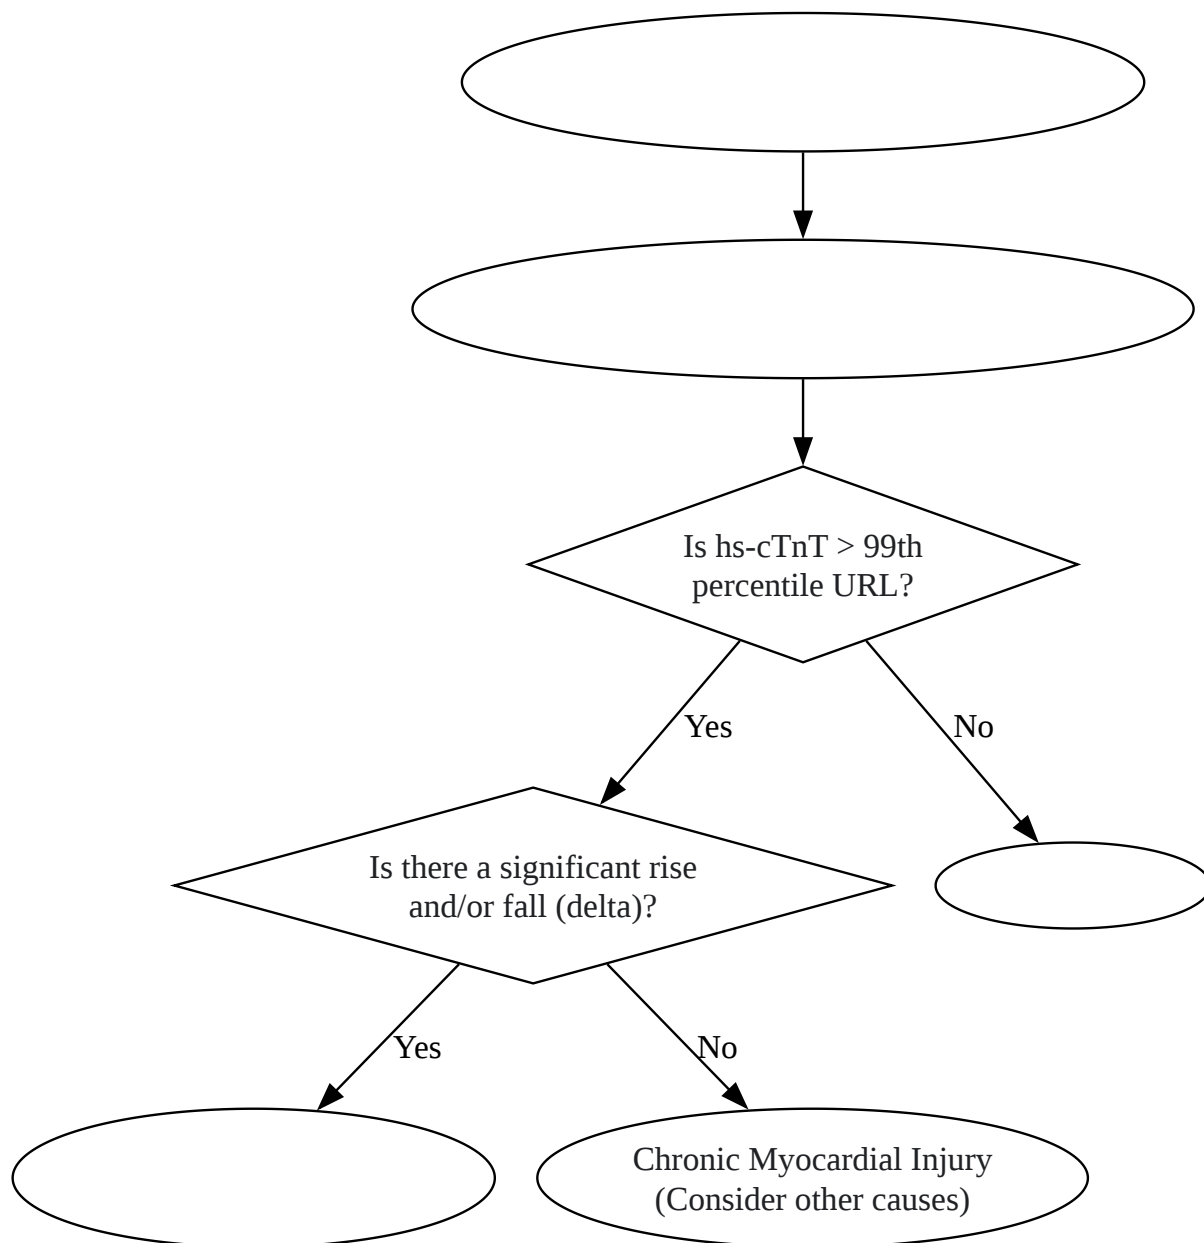 Is hs-cTnT > 99th
percentile URL?
Yes
No
Is there a significant rise
and/or fall (delta)?
Yes
No
Chronic Myocardial Injury
(Consider other causes)